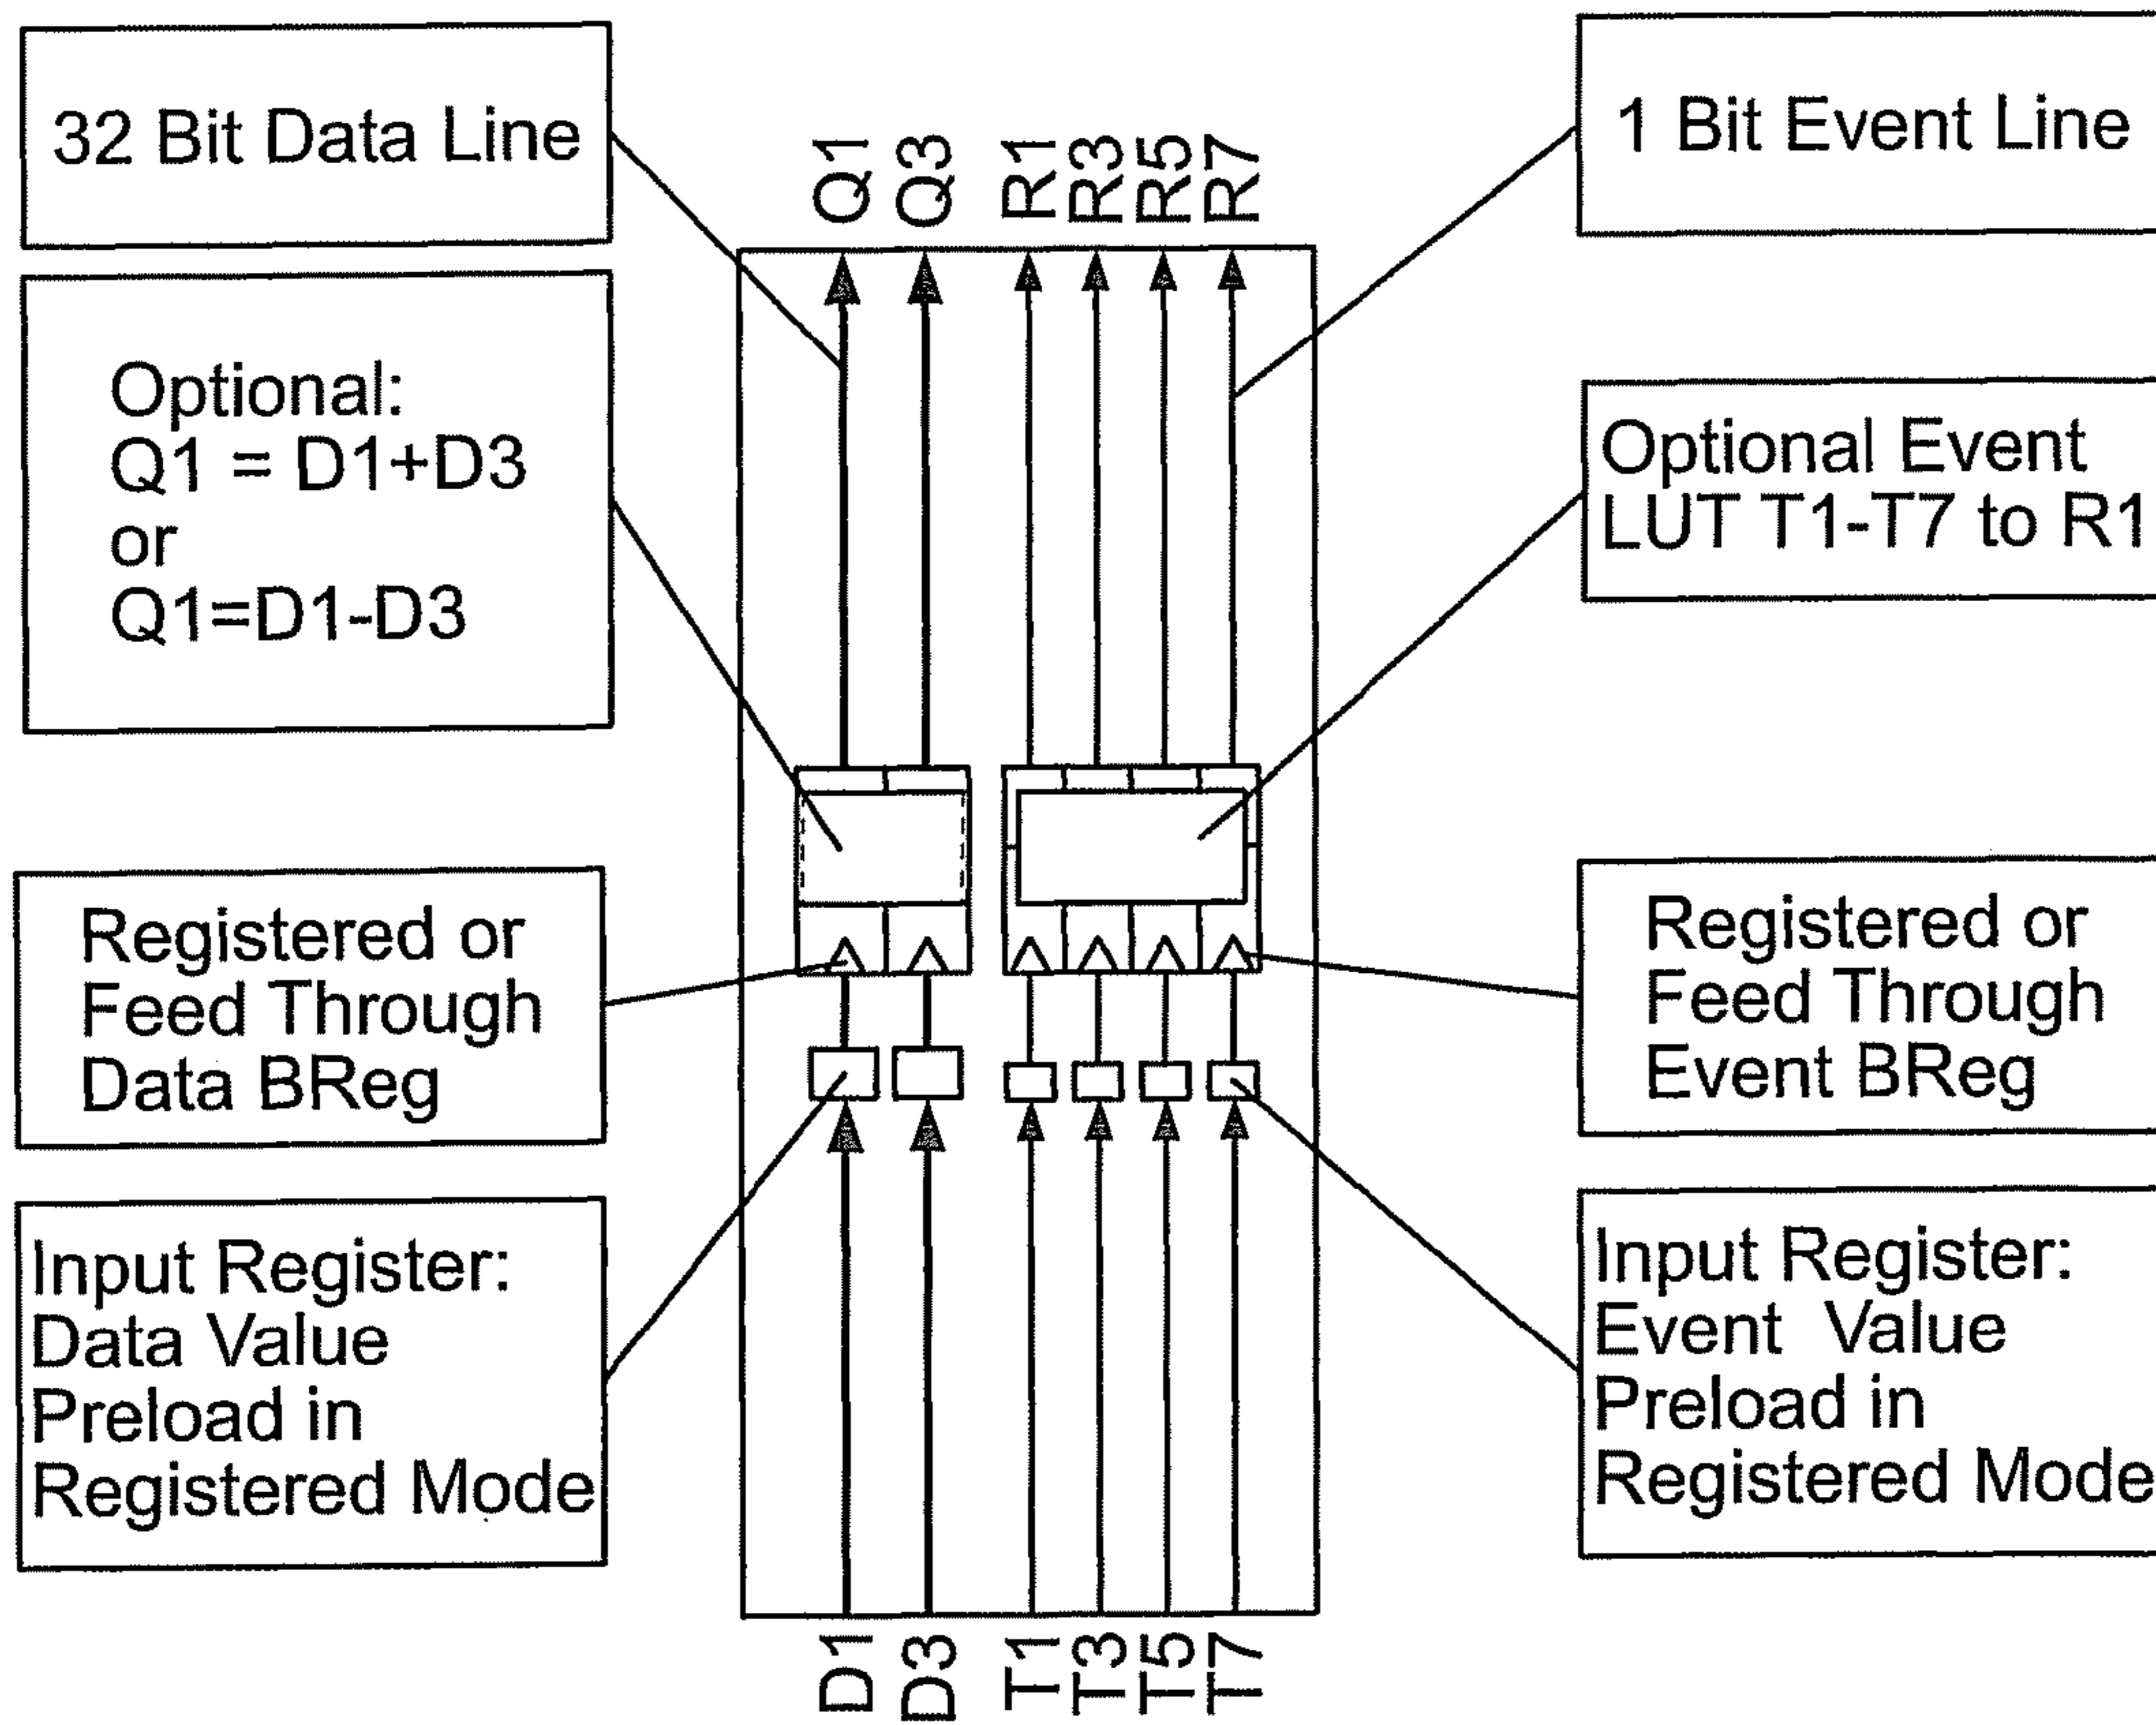 32 Bit Data Line
Optional:
Q1 = D1+D3
or
Q1=D1-D3
Registered or
Feed Through
Data BReg
Input Register:
Data Value
Preload in
Registered Mode
Q1
Q3
R1
R3
R5
R7
D1
D3
T1
T3
T5
T7
1 Bit Event Line
Optional Event
LUT T1-T7 to R1
Registered or
Feed Through
Event BReg
Input Register:
Event Value
Preload in
Registered Mode